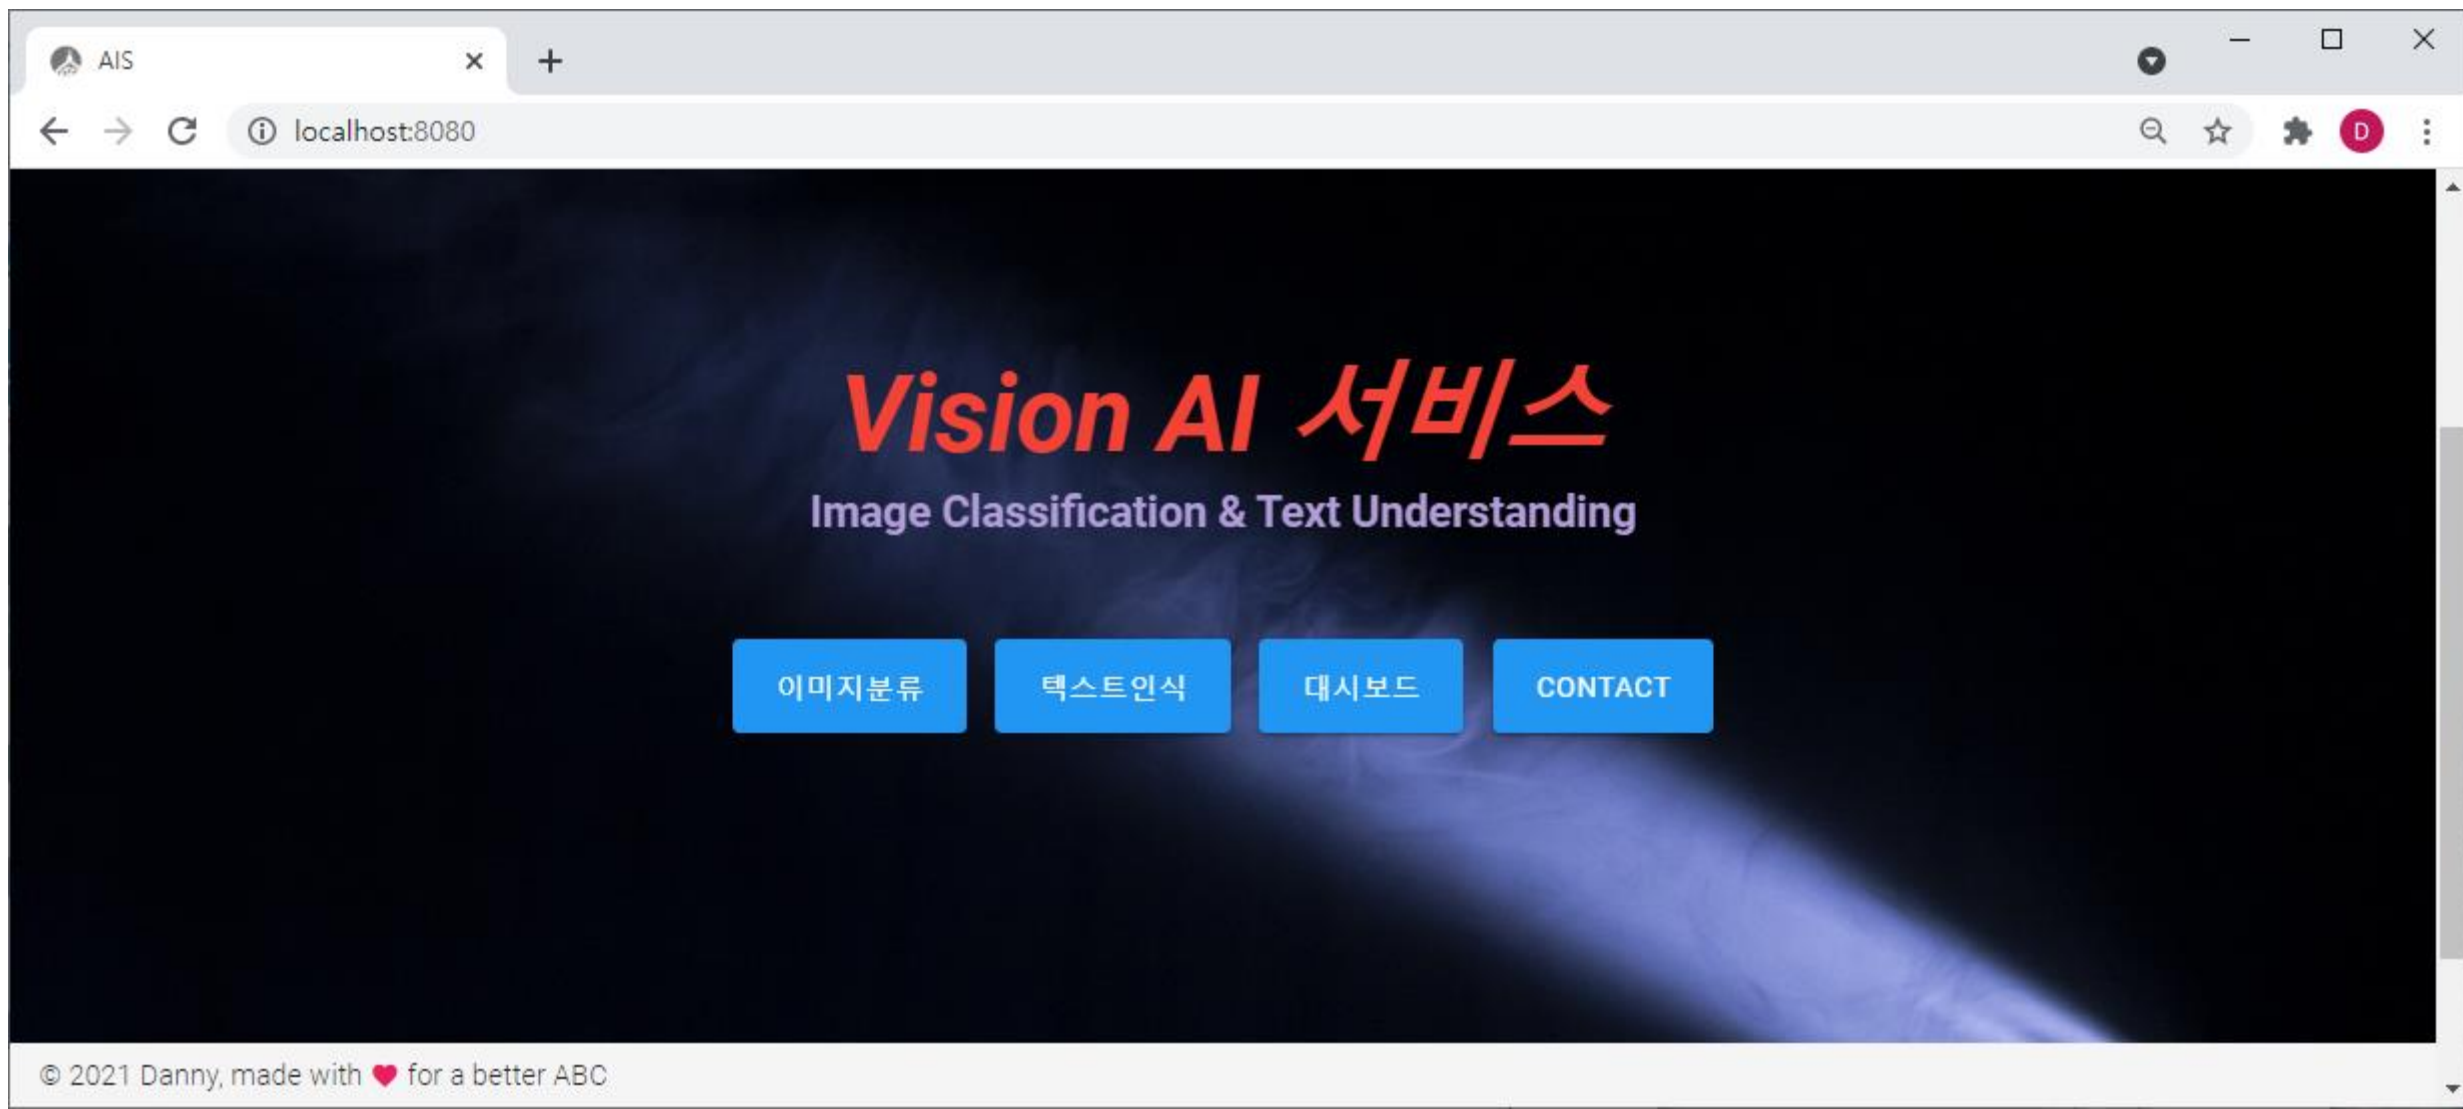 AIS
localhost:8080
D
Vision AI 서비스
Image Classification & Text Understanding
이미지분류 텍스트인식 대시보드 CONTACT
© 2021 Danny, made with ♥ for a better ABC